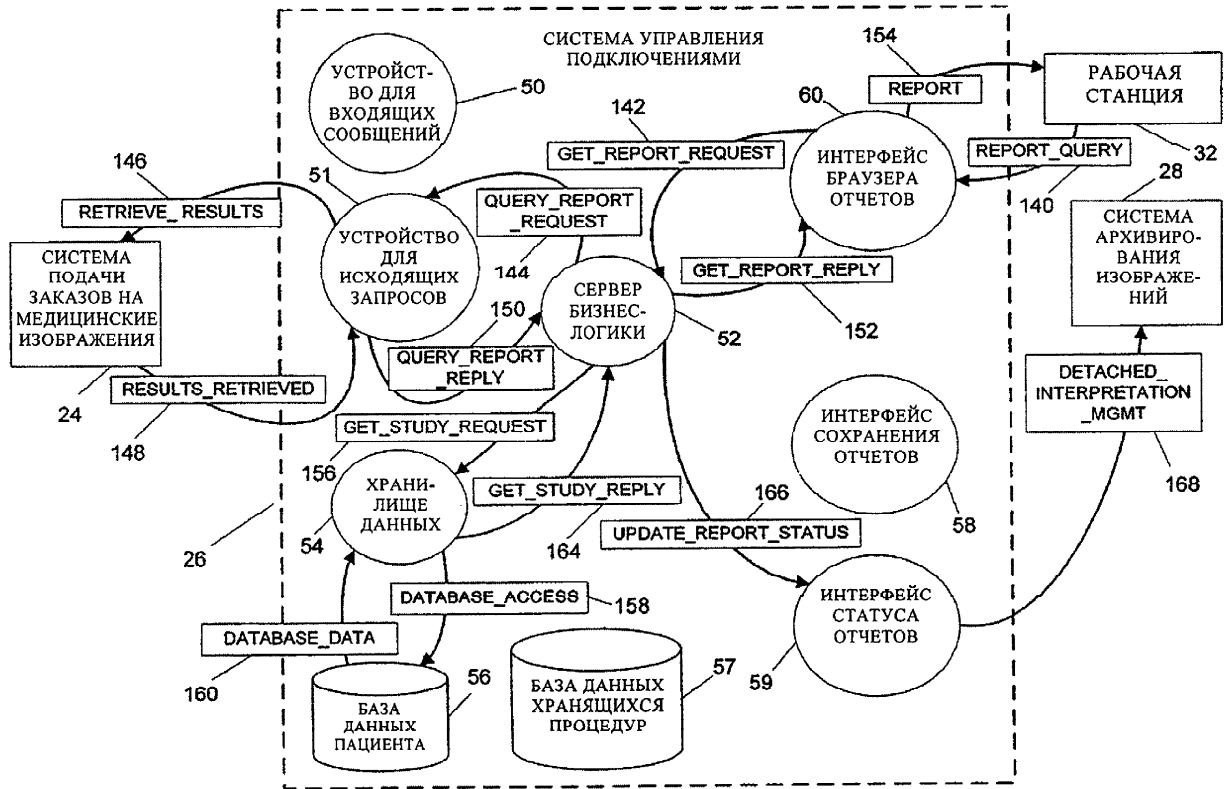 СИСТЕМА УПРАВЛЕНИЯ
ПОДКЛЮЧЕНИЯМИ
УСТРОЙСТ-
ВО ДЛЯ
ВХОДЯЩИХ
СООБЩЕНИЙ
50
154
REPORT
РАБОЧАЯ
СТАНЦИЯ
32
142
60
GET_REPORT_REQUEST
ИНТЕРФЕЙС
БРАУЗЕРА
ОТЧЕТОВ
REPORT_QUERY
140
28
146
RETRIEVE_RESULTS
51
УСТРОЙСТВО
ДЛЯ
ИСХОДЯЩИХ
ЗАПРОСОВ
QUERY_REPORT
_REQUEST
144
СИСТЕМА
АРХИВИРО-
ВАНИЯ
ИЗОБРАЖЕ-
НИЙ
СИСТЕМА
ПОДАЧИ
ЗАКАЗОВ НА
МЕДИЦИНСКИЕ
ИЗОБРАЖЕНИЯ
24
GET_REPORT_REPLY
152
СЕРВЕР
БИЗНЕС-
ЛОГИКИ
52
150
QUERY_REPORT
_REPLY
RESULTS_RETRIEVED
148
DETACHED_
INTERPRETATION
_MGMT
168
GET_STUDY_REQUEST
156
ИНТЕРФЕЙС
СОХРАНЕНИЯ
ОТЧЕТОВ
58
ХРАНИ-
ЛИЩЕ
ДАННЫХ
54
GET_STUDY_REPLY
164
166
UPDATE_REPORT_STATUS
26
DATABASE_ACCESS
158
ИНТЕРФЕЙС
СТАТУСА
ОТЧЕТОВ
59
DATABASE_DATA
160
БАЗА
ДАННЫХ
ПАЦИЕНТА
56
БАЗА ДАННЫХ
ХРАНЯЩИХСЯ
ПРОЦЕДУР
57